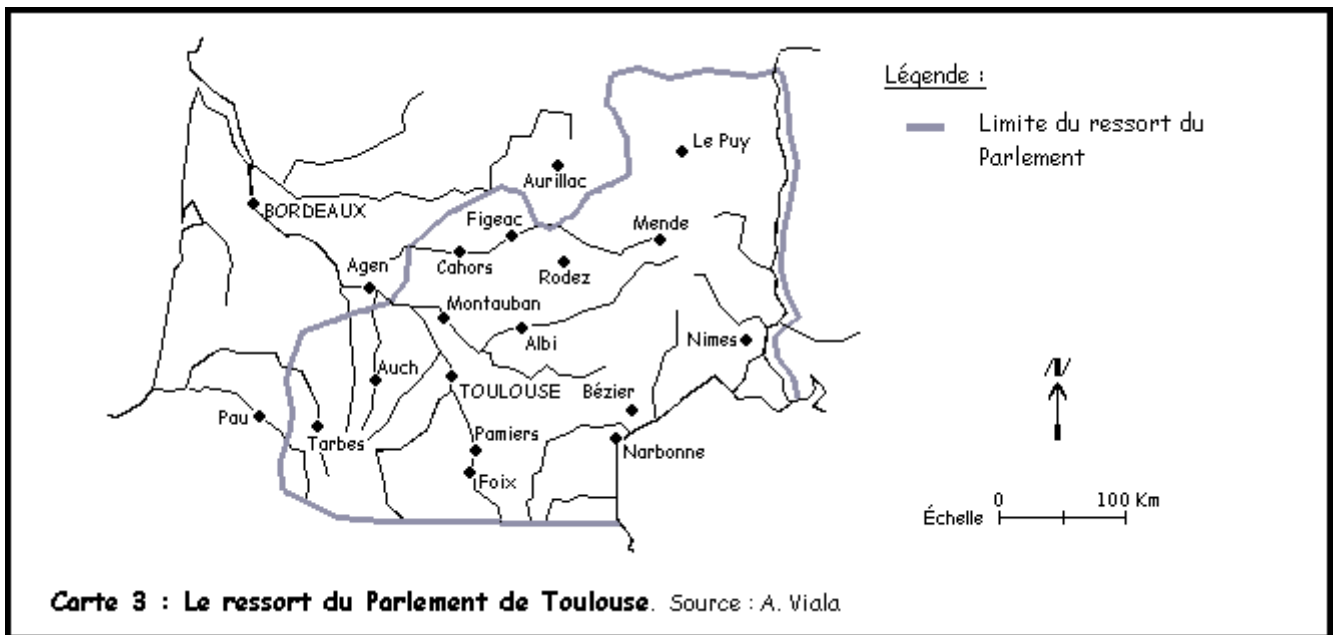 Légende :
Limite du ressort du
Parlement
Le Puy
Aurillac
BORDEAUX
Figeac
Mende
Cahors
Rodez
Agen
Montauban
Albi
Nimes
Auch
TOULOUSE
Bézier
Pau
Tarbes
Pamiers
Narbonne
Foix
N
0 100 Km
Échelle
Carte 3 : Le ressort du Parlement de Toulouse. Source : A. Viala